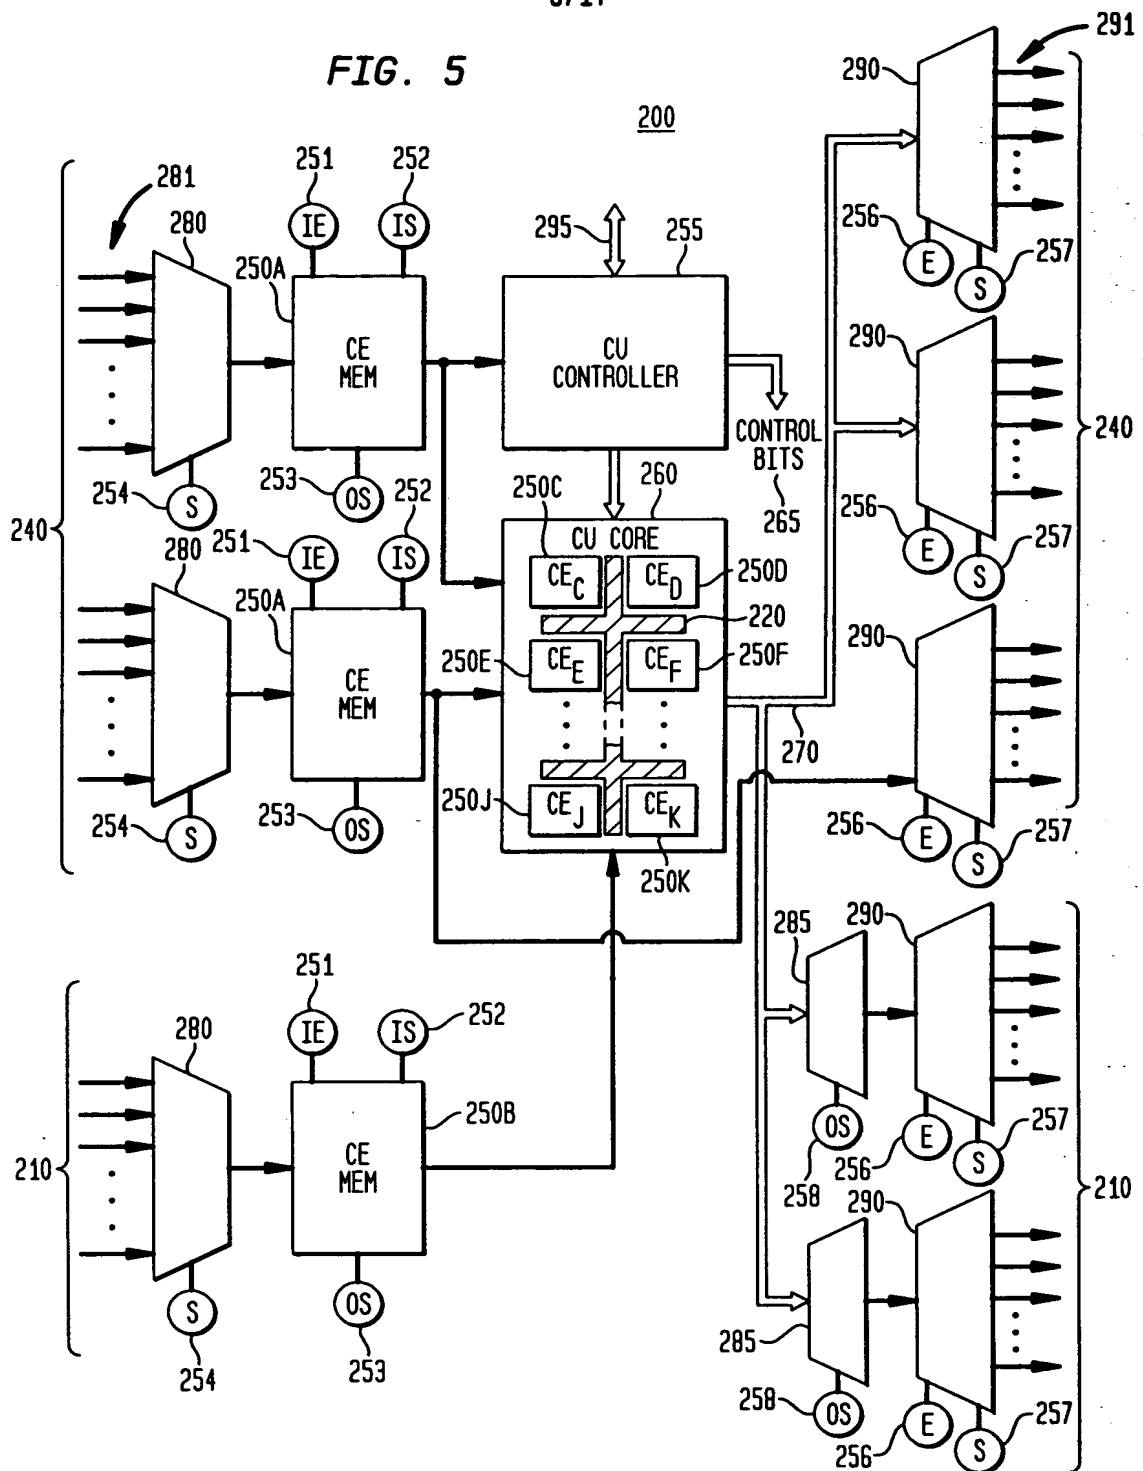 FIG. 5
200
291
290
256
E
S
257
281
280
250A
251
IE
252
IS
CE
MEM
254
S
253
OS
295
255
CU
CONTROLLER
CONTROL
BITS
265
290
256
E
S
257
240
240
280
250A
251
IE
252
IS
CE
MEM
254
S
253
OS
250C
260
CU CORE
CE C
CE D
250D
220
250E
CE E
CE F
250F
250J
CE J
CE K
250K
270
290
256
E
S
257
285
290
258
OS
256
E
S
257
210
210
280
251
IE
252
IS
250B
CE
MEM
254
S
253
OS
285
290
258
OS
256
E
S
257